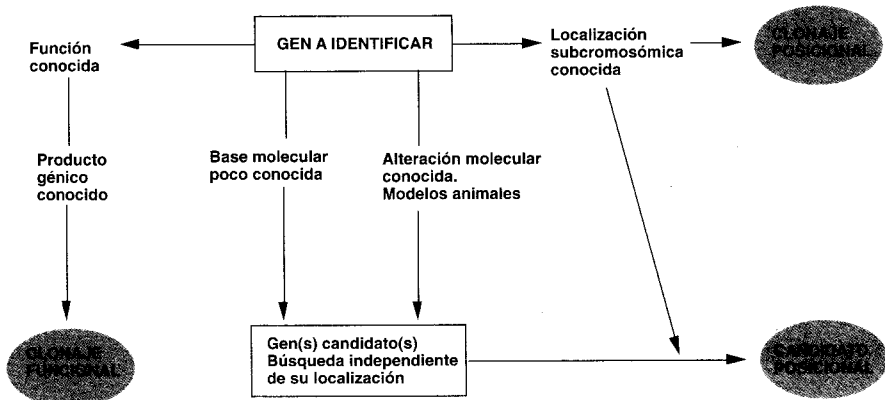 GEN A IDENTIFICAR
Función
conocida
Localización
subcromosómica
conocida
CLONAJE
POSICIONAL
Producto
génico
conocido
Base molecular
poco conocida
Alteración molecular
conocida.
Modelos animales
CLONAJE
FUNCIONAL
Gen(s) candidato(s)
Búsqueda independiente
de su localización
CANDIDATO
POSICIONAL